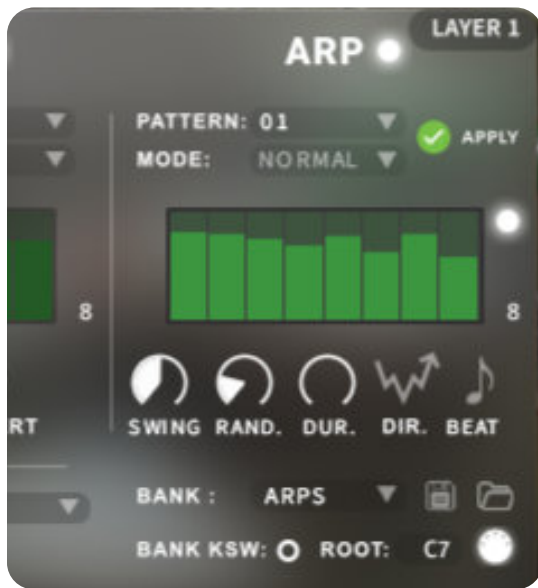 LAYER 1
ARP
PATTERN: 01
APPLY
MODE: NORMAL
8
8
RT
SWING RAND. DUR. DIR. BEAT
BANK : ARPS
BANK KSW: ROOT: C7